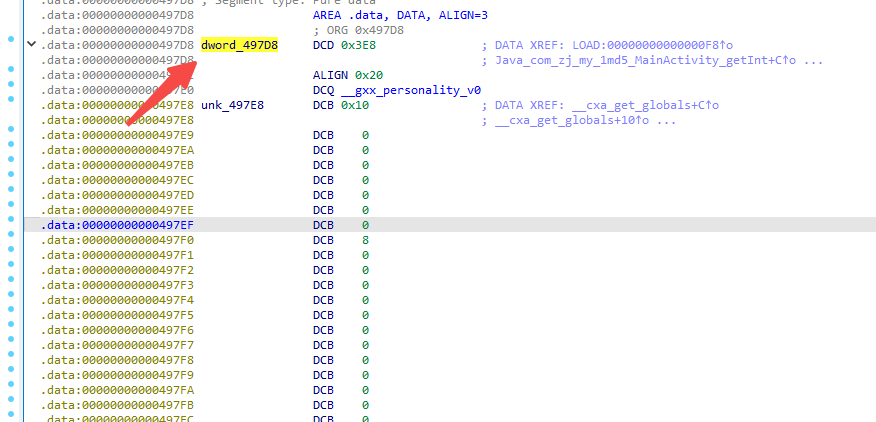 .data:00000000000497D8 ; Segment type: Pure data
.data:00000000000497D8 AREA .data, DATA, ALIGN=3
.data:00000000000497D8 ; ORG 0x497D8
.data:00000000000497D8 dword_497D8 DCD 0x3E8 ; DATA XREF: LOAD:00000000000000F8↑o
.data:00000000000497D8 ; Java_com_zj_my_1md5_MainActivity_getInt+C↑o ...
.data:00000000000497 ALIGN 0x20
.data:00000000000497E0 DCQ __gxx_personality_v0
.data:00000000000497E8 unk_497E8 DCB 0x10 ; DATA XREF: __cxa_get_globals+C↑o
.data:00000000000497E8 ; __cxa_get_globals+10↑o ...
.data:00000000000497E9 DCB 0
.data:00000000000497EA DCB 0
.data:00000000000497EB DCB 0
.data:00000000000497EC DCB 0
.data:00000000000497ED DCB 0
.data:00000000000497EE DCB 0
.data:00000000000497EF DCB 0
.data:00000000000497F0 DCB 8
.data:00000000000497F1 DCB 0
.data:00000000000497F2 DCB 0
.data:00000000000497F3 DCB 0
.data:00000000000497F4 DCB 0
.data:00000000000497F5 DCB 0
.data:00000000000497F6 DCB 0
.data:00000000000497F7 DCB 0
.data:00000000000497F8 DCB 0
.data:00000000000497F9 DCB 0
.data:00000000000497FA DCB 0
.data:00000000000497FB DCB 0
.data:00000000000497FC DCB 0